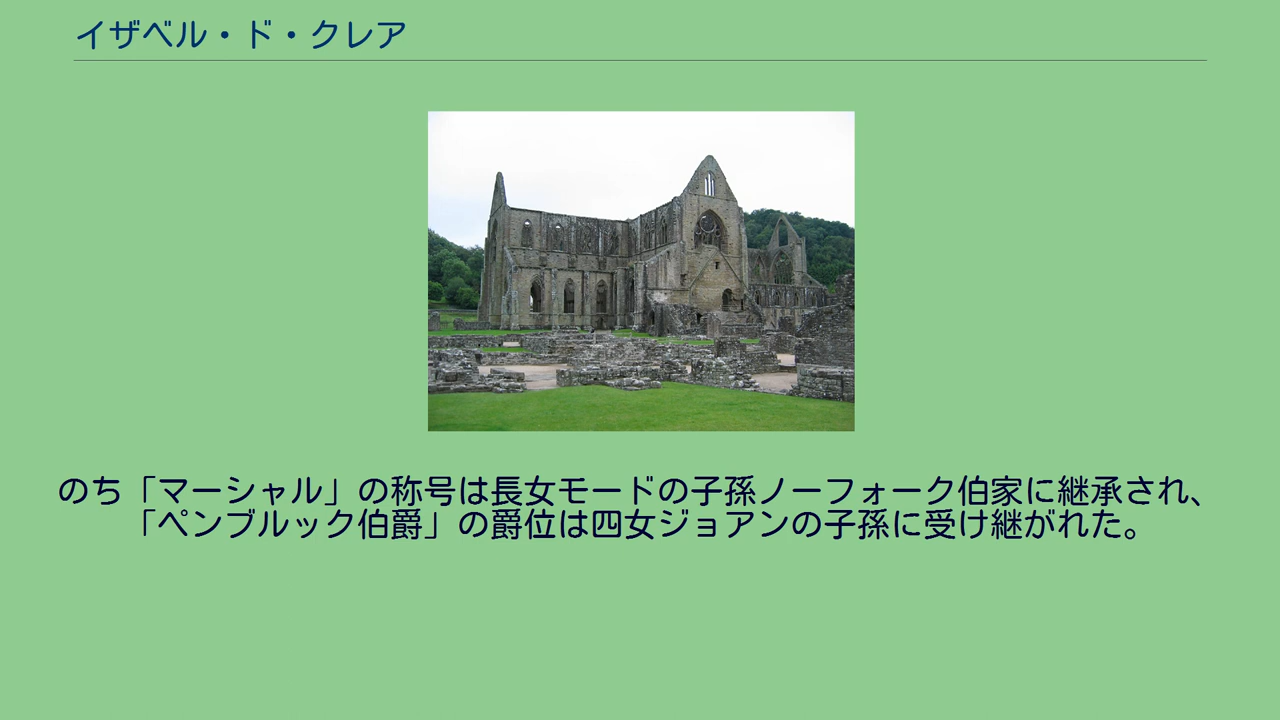 イザベル・ド・クレア
のち「マーシャル」の称号は長女モードの子孫ノーフォーク伯家に継承され、
「ペンブルック伯爵」の爵位は四女ジョアンの子孫に受け継がれた。